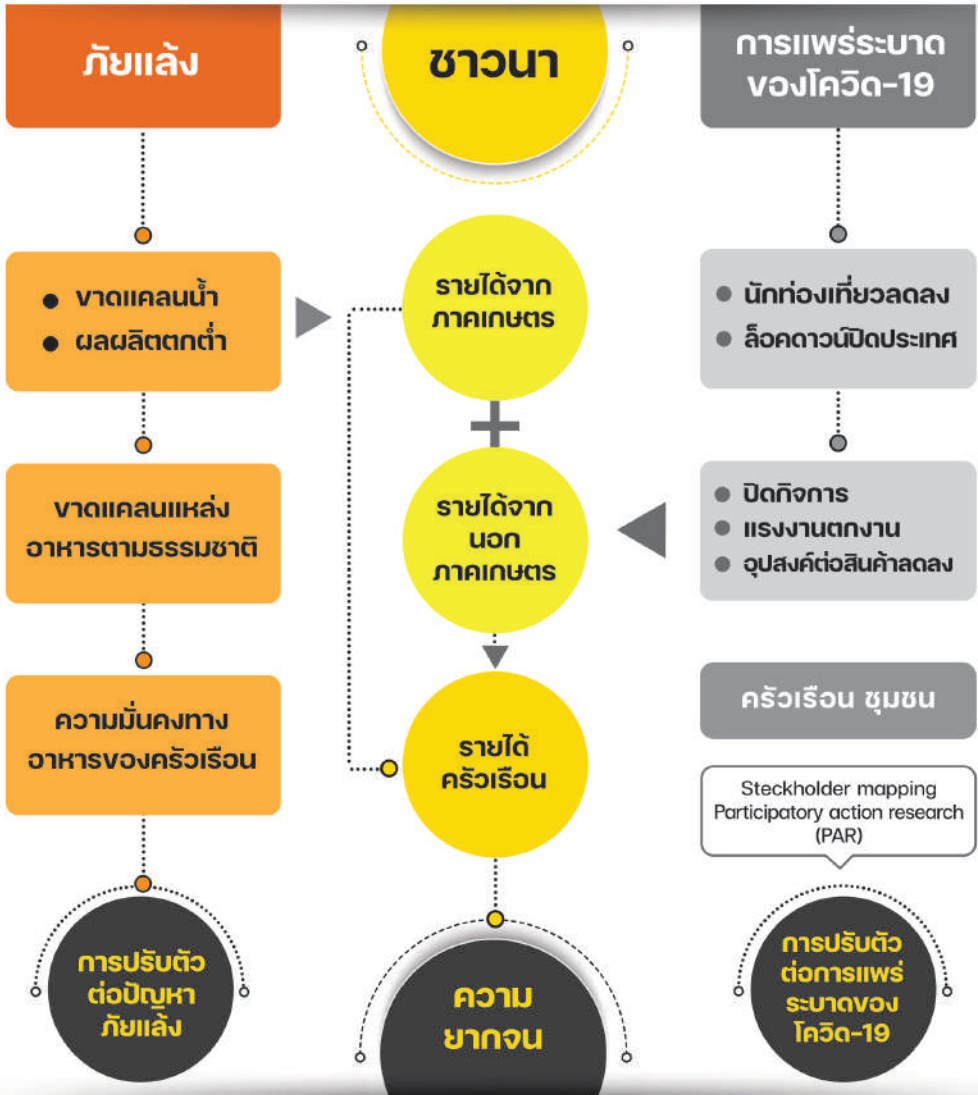 ภัยแล้ง
ขาดแคลนน้ำ
ผลผลิตตกต่ำ
ขาดแคลนแหล่ง
อาหารตามธรรมชาติ
ความมั่นคงทาง
อาหารของครัวเรือน
การปรับตัว
ต่อปัญหา
ภัยแล้ง
ชาวนา
รายได้จาก
ภาคเกษตร
+
รายได้จาก
นอก
ภาคเกษตร
รายได้
ครัวเรือน
ความ
ยากจน
การแพร่ระบาด
ของโควิด-19
นักท่องเที่ยวลดลง
ล็อคดาวน์ปิดประเทศ
ปิดกิจการ
แรงงานตกงาน
อุปสงค์ต่อสินค้าลดลง
ครัวเรือน ชุมชน
Steckholder mapping
Participatory action research
(PAR)
การปรับตัว
ต่อการแพร่
ระบาดของ
โควิด-19